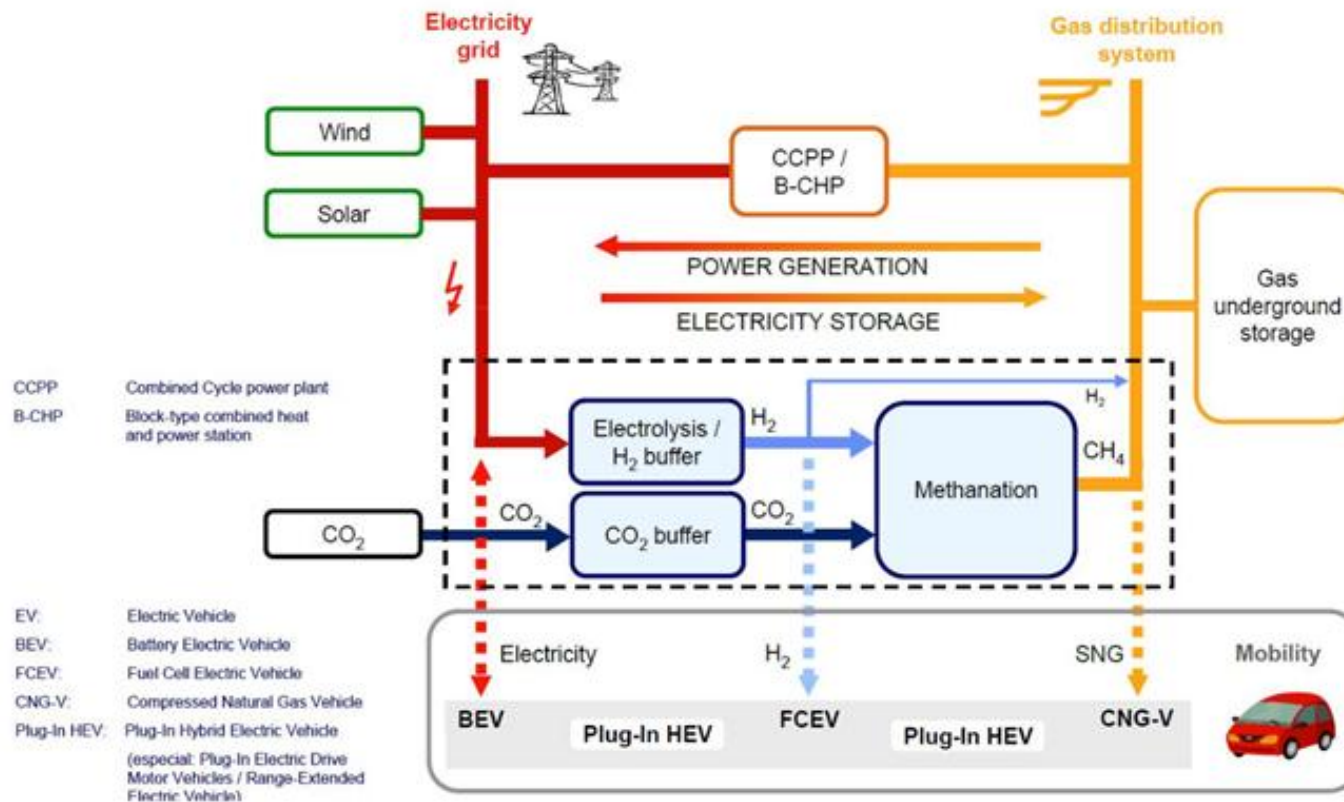 Electricity
grid
Gas distribution
system
Wind
Solar
CCPP /
B-CHP
POWER GENERATION
ELECTRICITY STORAGE
Gas
underground
storage
CCPP Combined Cycle power plant
B-CHP Block-type combined heat
and power station
Electrolysis /
H₂ buffer
H₂
H₂
CH₄
Methanation
CO₂
CO₂
CO₂ buffer
CO₂
EV: Electric Vehicle
BEV: Battery Electric Vehicle
FCEV: Fuel Cell Electric Vehicle
CNG-V: Compressed Natural Gas Vehicle
Plug-In HEV: Plug-In Hybrid Electric Vehicle
(especial: Plug-In Electric Drive
Motor Vehicles / Range-Extended
Electric Vehicle)
Electricity
H₂
SNG
Mobility
BEV
Plug-In HEV
FCEV
Plug-In HEV
CNG-V